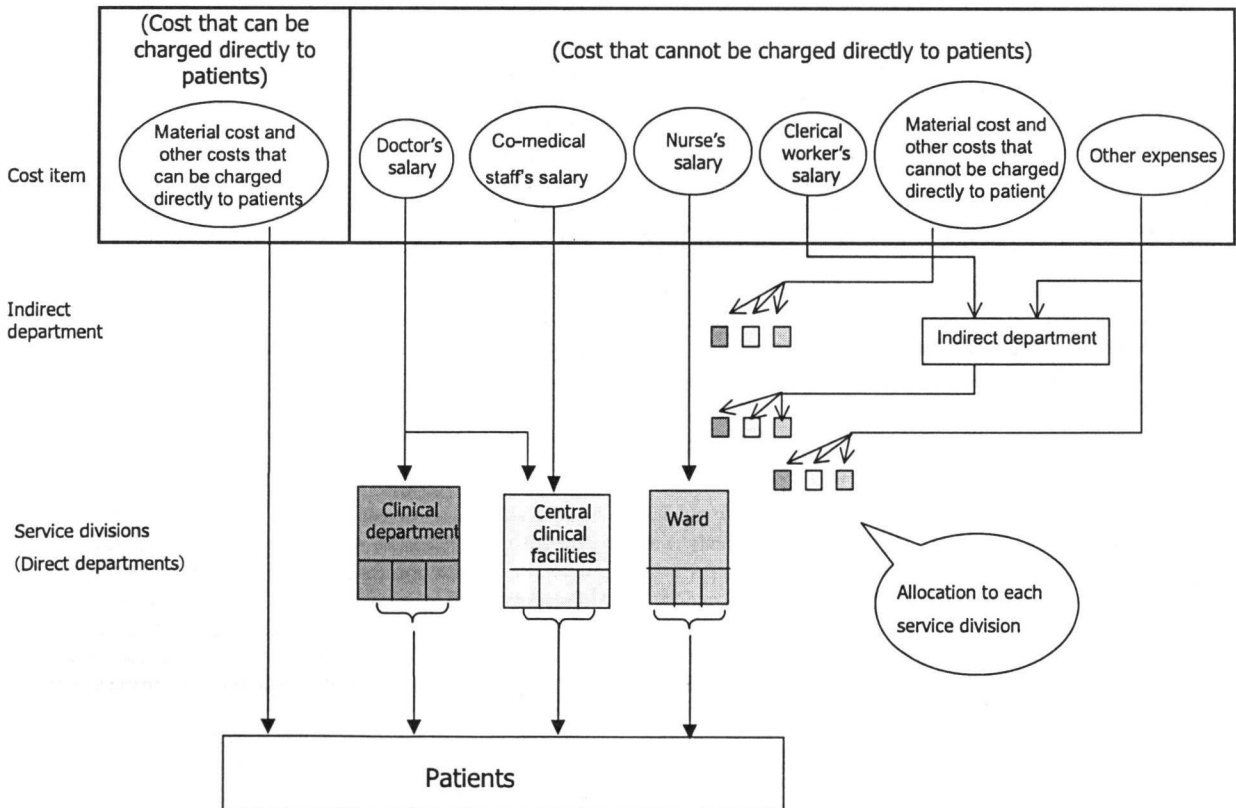 (Cost that can be
charged directly to
patients)
(Cost that cannot be charged directly to patients)
Cost item
Material cost and
other costs that
can be charged
directly to patients
Doctor's
salary
Co-medical
staff's salary
Nurse's
salary
Clerical
worker's
salary
Material cost and
other costs that
cannot be charged
directly to patient
Other expenses
Indirect
department
Indirect department
Service divisions
(Direct departments)
Clinical
department
Central
clinical
facilities
Ward
Allocation to each
service division
Patients